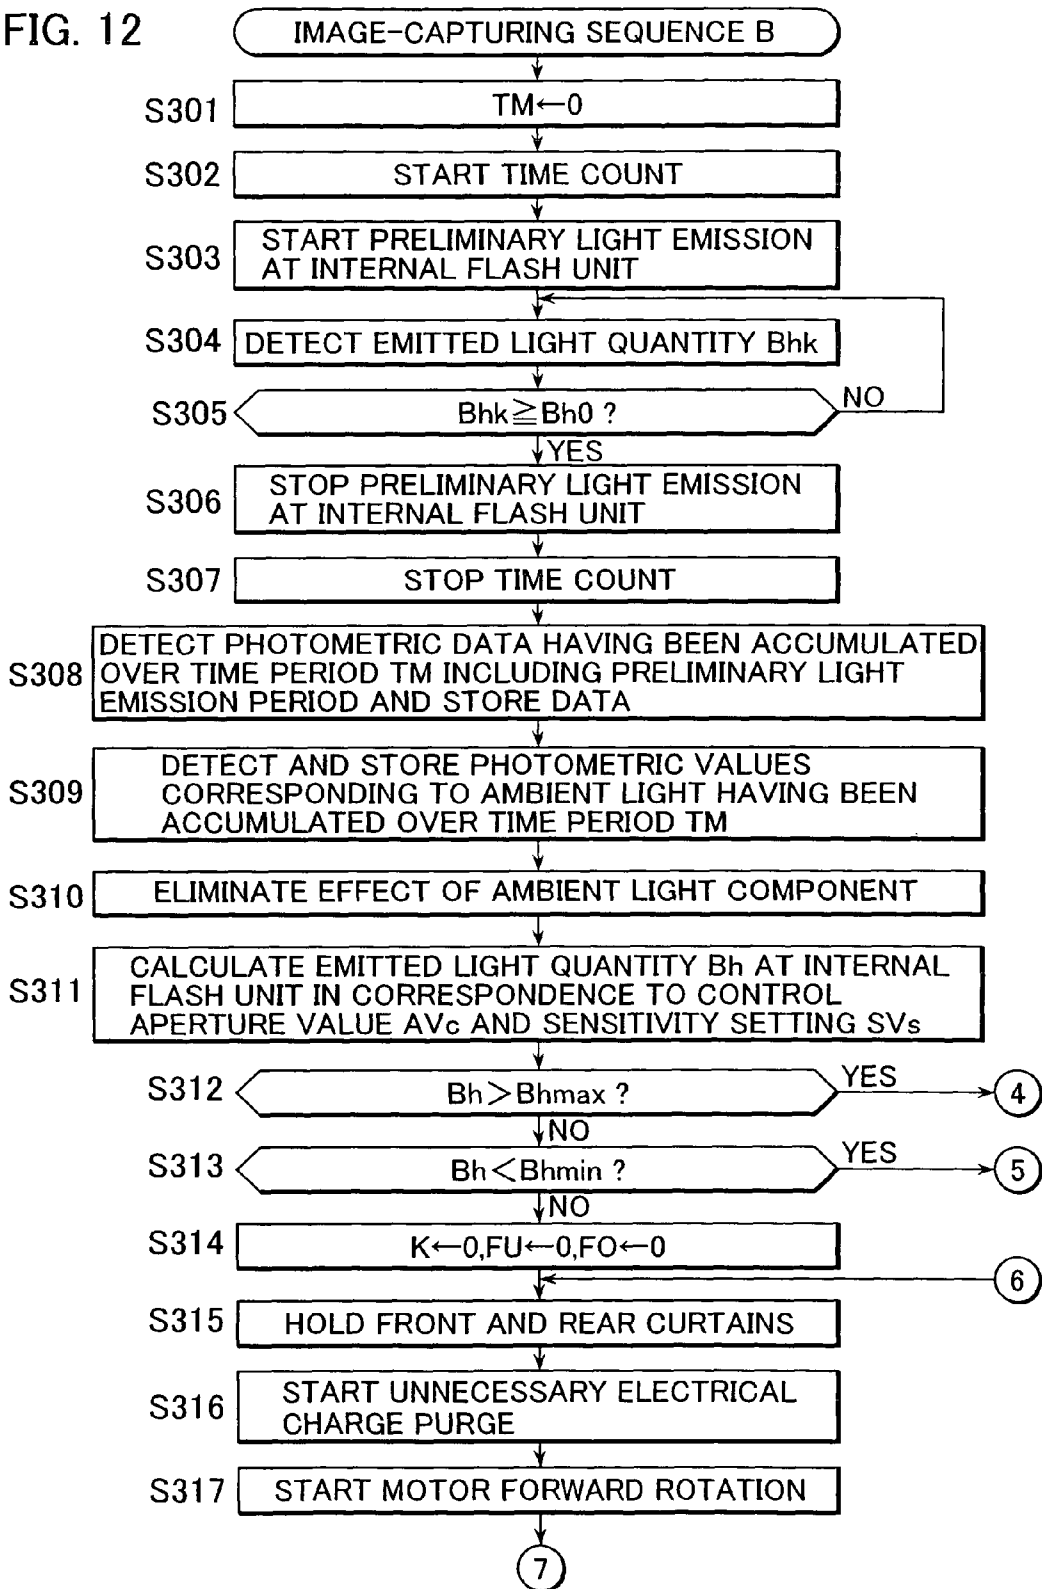 FIG. 12
IMAGE-CAPTURING SEQUENCE B
S301
TM←0
S302
START TIME COUNT
S303
START PRELIMINARY LIGHT EMISSION
AT INTERNAL FLASH UNIT
S304
DETECT EMITTED LIGHT QUANTITY Bhk
S305
Bhk≧Bh0 ?
NO
YES
S306
STOP PRELIMINARY LIGHT EMISSION
AT INTERNAL FLASH UNIT
S307
STOP TIME COUNT
S308
DETECT PHOTOMETRIC DATA HAVING BEEN ACCUMULATED
OVER TIME PERIOD TM INCLUDING PRELIMINARY LIGHT
EMISSION PERIOD AND STORE DATA
S309
DETECT AND STORE PHOTOMETRIC VALUES
CORRESPONDING TO AMBIENT LIGHT HAVING BEEN
ACCUMULATED OVER TIME PERIOD TM
S310
ELIMINATE EFFECT OF AMBIENT LIGHT COMPONENT
S311
CALCULATE EMITTED LIGHT QUANTITY Bh AT INTERNAL
FLASH UNIT IN CORRESPONDENCE TO CONTROL
APERTURE VALUE AVc AND SENSITIVITY SETTING SVs
S312
Bh＞Bhmax ?
YES
4
NO
S313
Bh＜Bhmin ?
YES
5
NO
S314
K←0,FU←0,FO←0
6
S315
HOLD FRONT AND REAR CURTAINS
S316
START UNNECESSARY ELECTRICAL
CHARGE PURGE
S317
START MOTOR FORWARD ROTATION
7